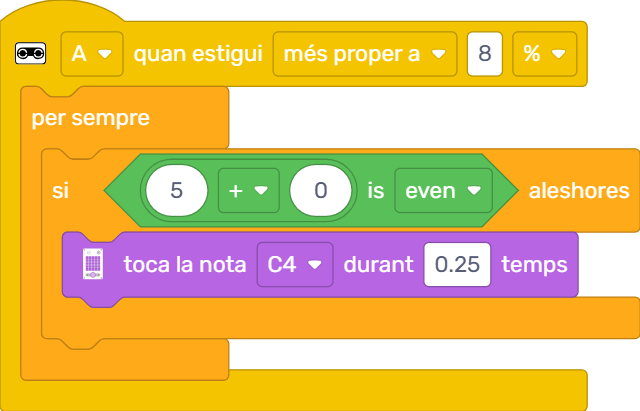 A quan estigui més proper a 8 %
per sempre
si 5 + 0 is even aleshores
toca la nota C4 durant 0.25 temps